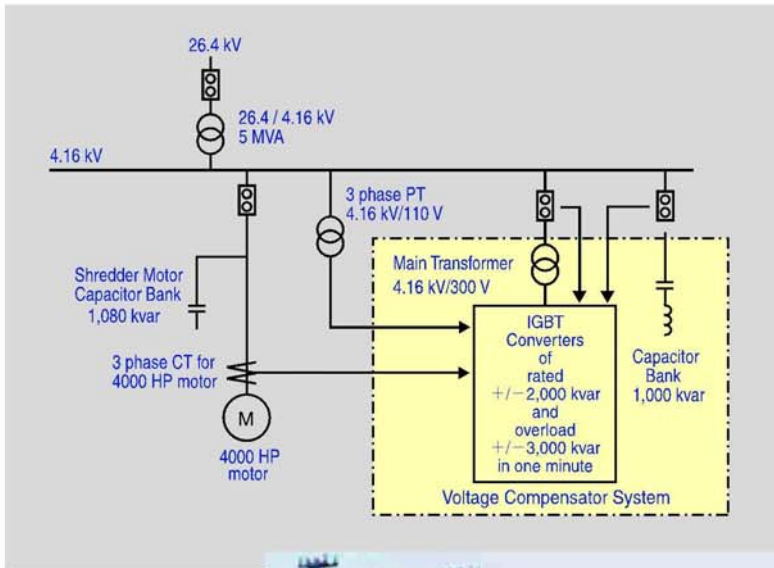 26.4 kV
26.4 / 4.16 kV
5 MVA
4.16 kV
3 phase PT
4.16 kV/110 V
Shredder Motor
Capacitor Bank
1,080 kvar
Main Transformer
4.16 kV/300 V
3 phase CT for
4000 HP motor
M
4000 HP
motor
IGBT
Converters
of
rated
+/−2,000 kvar
and
overload
+/−3,000 kvar
in one minute
Capacitor
Bank
1,000 kvar
Voltage Compensator System